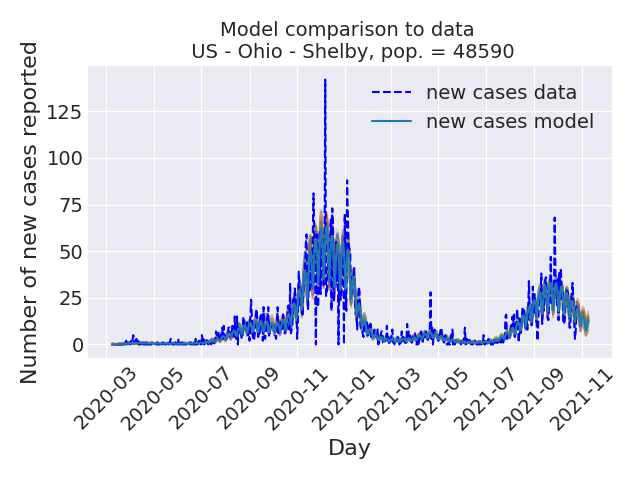 Model comparison to data
US - Ohio - Shelby, pop. = 48590
Number of new cases reported
new cases data
new cases model
125
100
75
50
25
0
2020-03
2020-05
2020-07
2020-09
2020-11
2021-01
2021-03
2021-05
2021-07
2021-09
2021-11
Day